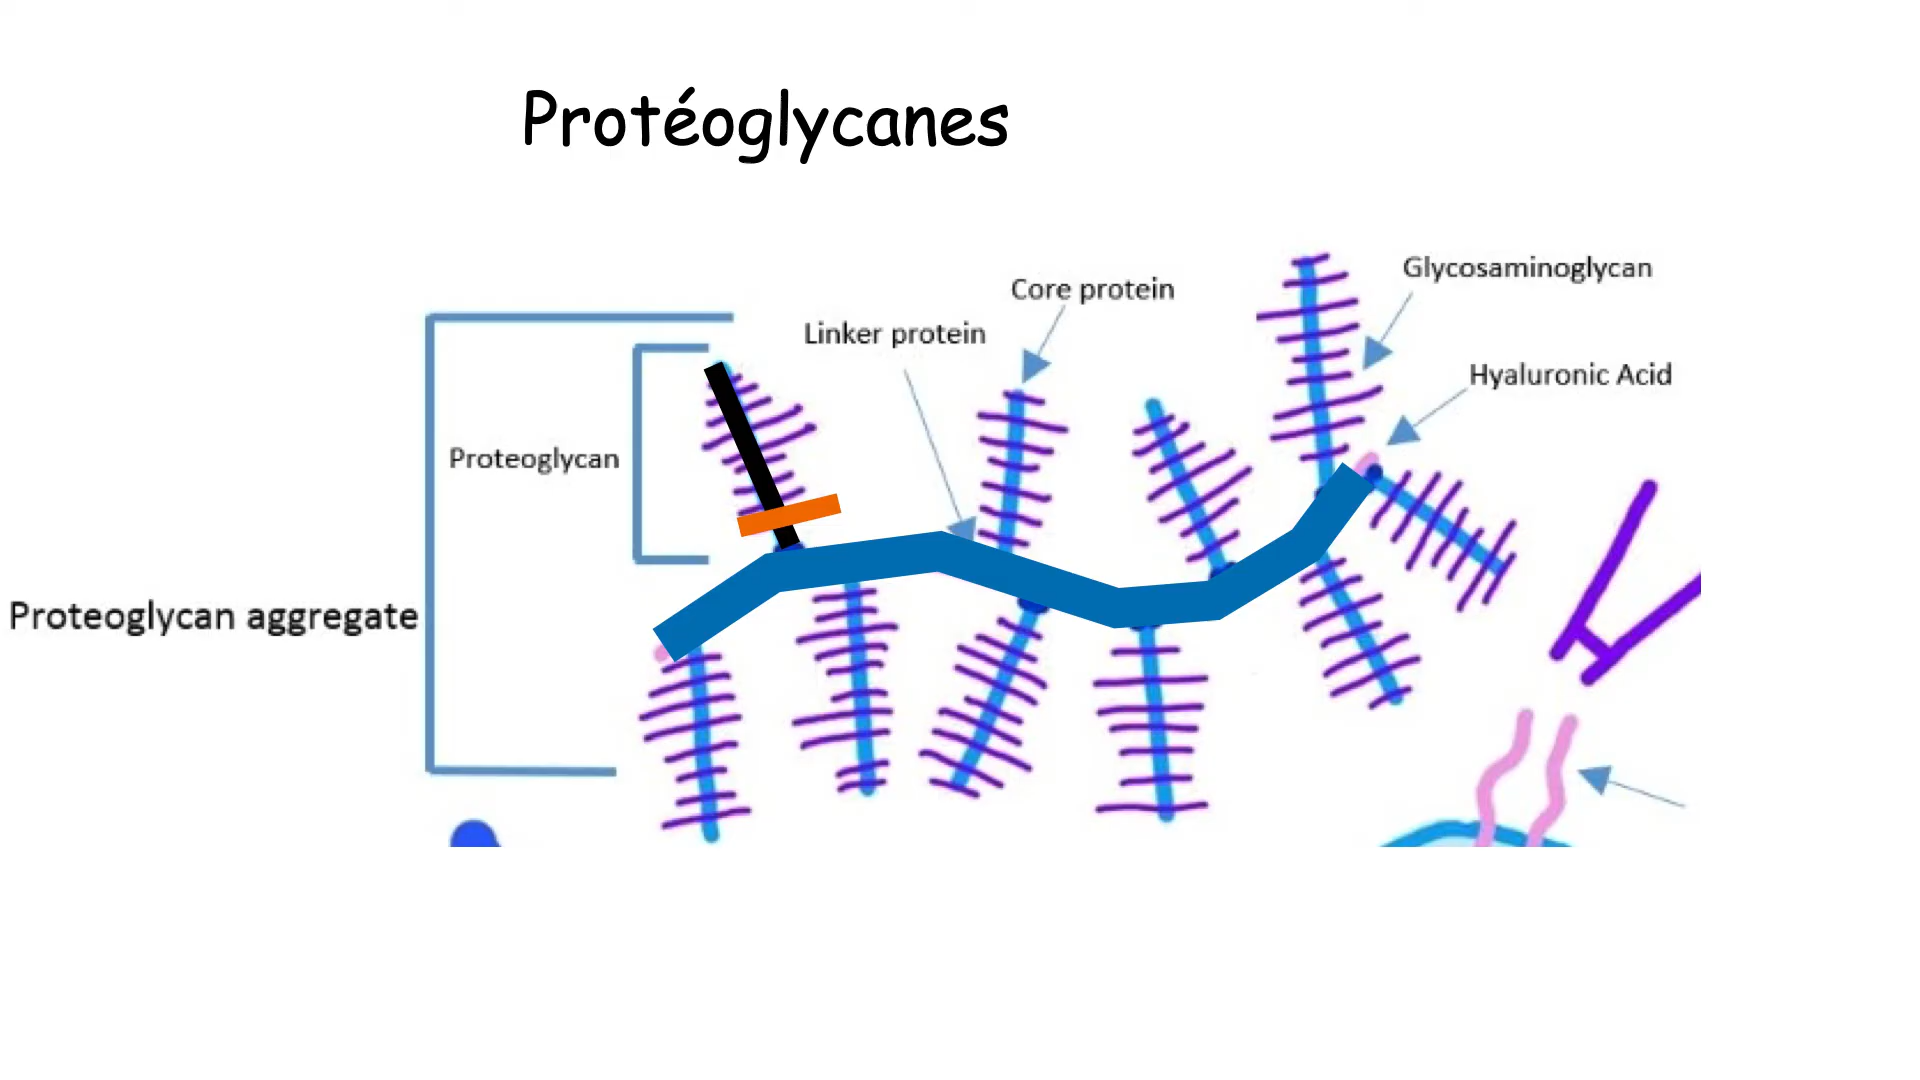 Protéoglycanes
Glycosaminoglycan
Core protein
Linker protein
Hyaluronic Acid
Proteoglycan
Proteoglycan aggregate